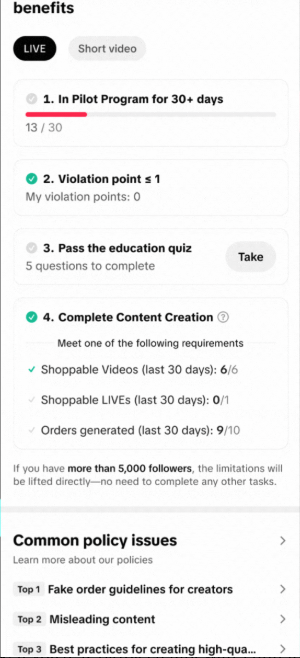 benefits
LIVE
Short video
1. In Pilot Program for 30+ days
13 / 30
2. Violation point ≤ 1
My violation points: 0
3. Pass the education quiz
5 questions to complete
Take
4. Complete Content Creation ?
Meet one of the following requirements
Shoppable Videos (last 30 days): 6/6
Shoppable LIVEs (last 30 days): 0/1
Orders generated (last 30 days): 9/10
If you have more than 5,000 followers, the limitations will
be lifted directly—no need to complete any other tasks.
Common policy issues
Learn more about our policies
Top 1 Fake order guidelines for creators
Top 2 Misleading content
Top 3 Best practices for creating high-qua...